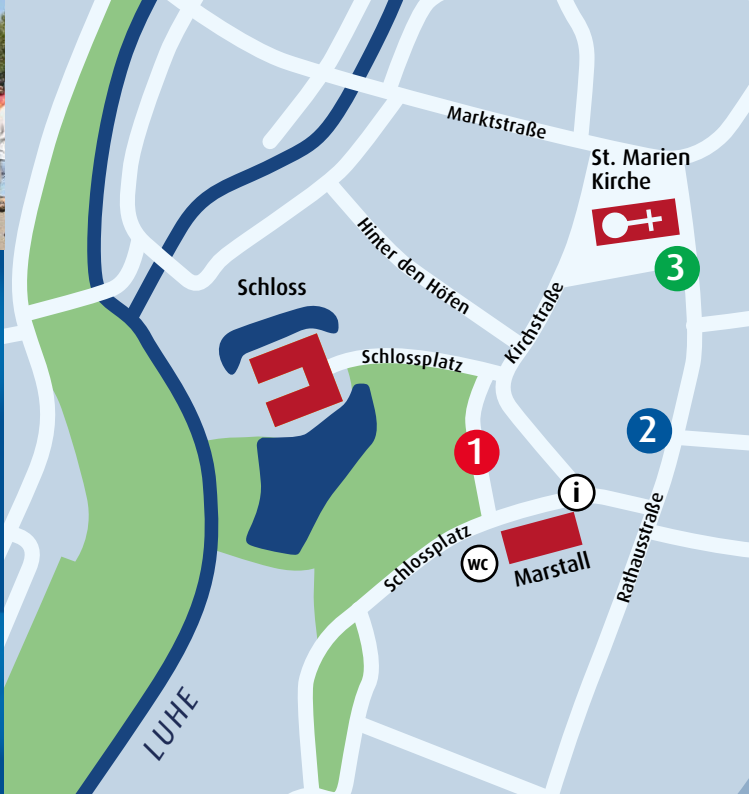 Marktstraße
St. Marien
Kirche
3
Hinter den Höfen
Schloss
Kirchstraße
Schlossplatz
1
2
i
Schlossplatz
wc
Marstall
Rathausstraße
LUHE